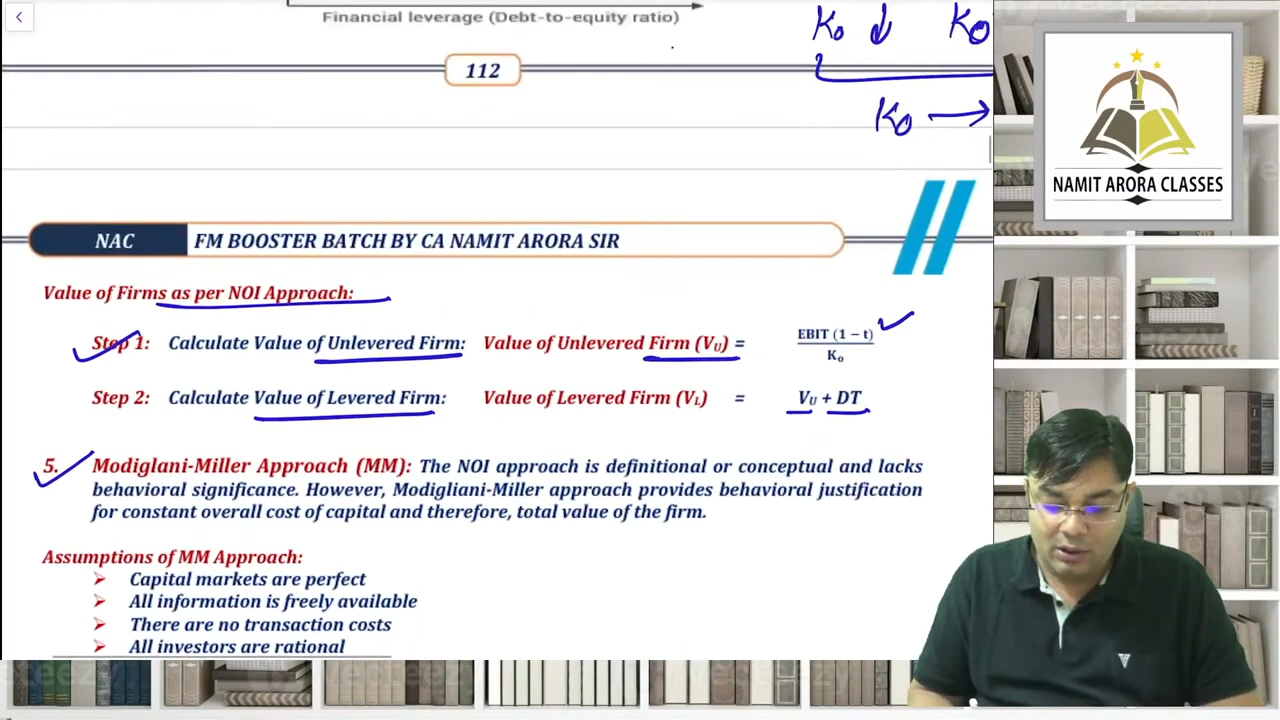 Financial leverage (Debt-to-equity ratio)
K₀ ↓ K₀
112
K₀ →
NAMIT ARORA CLASSES
NAC FM BOOSTER BATCH BY CA NAMIT ARORA SIR
Value of Firms as per NOI Approach:
Step 1: Calculate Value of Unlevered Firm: Value of Unlevered Firm (VU) = EBIT (1 – t)
Ko
Step 2: Calculate Value of Levered Firm: Value of Levered Firm (VL) = VU + DT
5. Modiglani-Miller Approach (MM): The NOI approach is definitional or conceptual and lacks
behavioral significance. However, Modigliani-Miller approach provides behavioral justification
for constant overall cost of capital and therefore, total value of the firm.
Assumptions of MM Approach:
➢ Capital markets are perfect
➢ All information is freely available
➢ There are no transaction costs
➢ All investors are rational